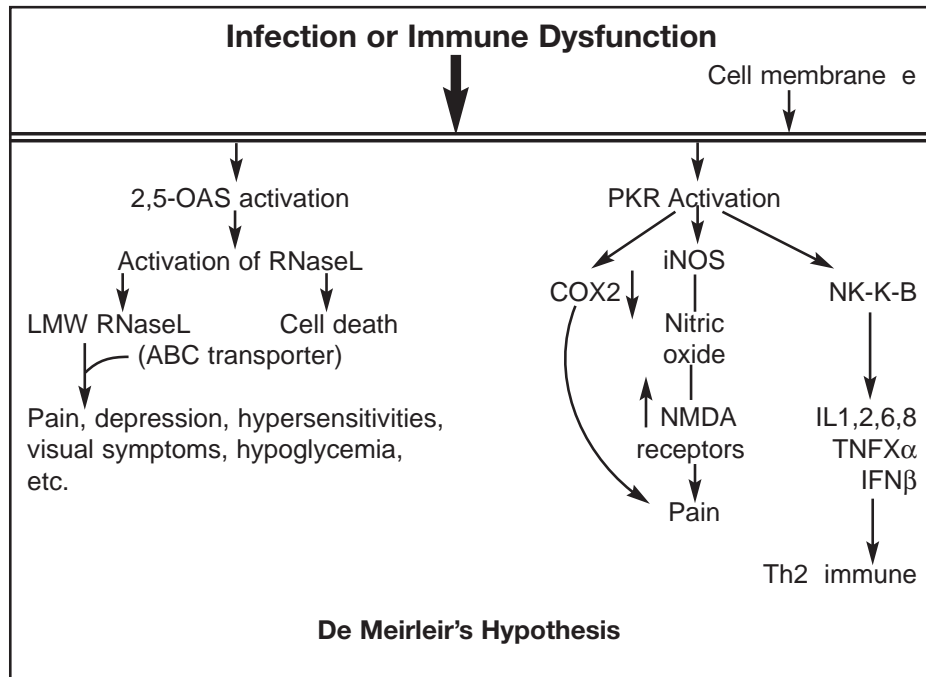 Infection or Immune Dysfunction
Cell membrane e
2,5-OAS activation
Activation of RNaseL
LMW RNaseL
Cell death
(ABC transporter)
Pain, depression, hypersensitivities,
visual symptoms, hypoglycemia,
etc.
PKR Activation
COX2
iNOS
Nitric
oxide
NMDA
receptors
Pain
NK-K-B
IL1,2,6,8
TNFXα
IFNβ
Th2 immune
De Meirleir's Hypothesis